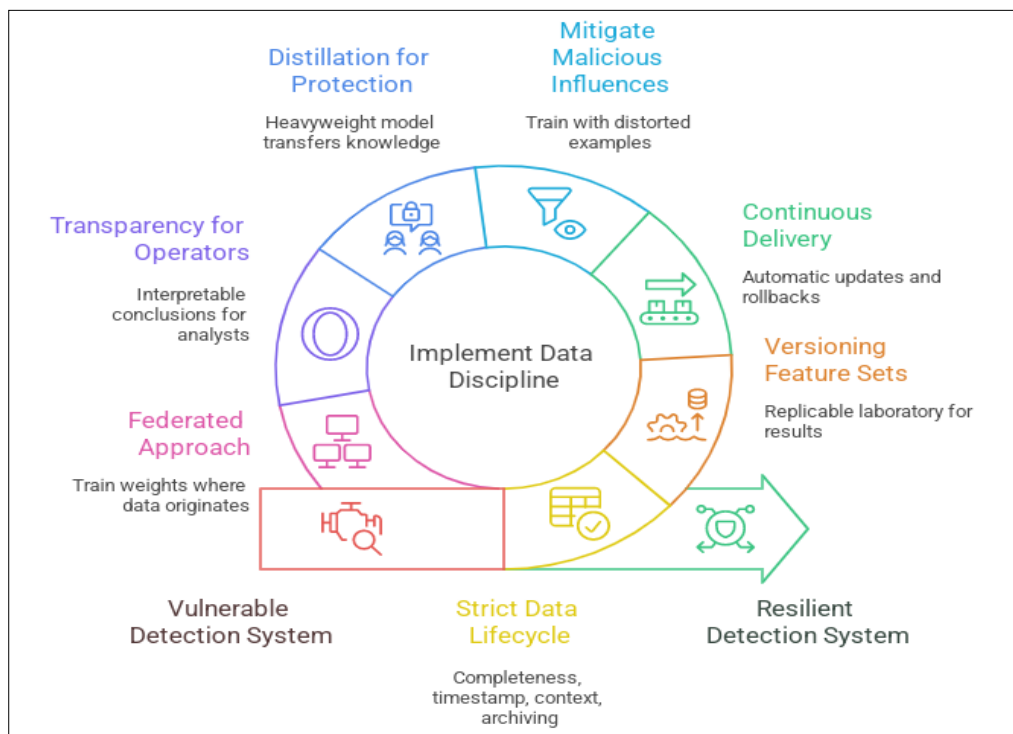 Mitigate
Malicious
Influences
Train with distorted
examples
Distillation for
Protection
Heavyweight model
transfers knowledge
Transparency for
Operators
Interpretable
conclusions for
analysts
Continuous
Delivery
Automatic updates and
rollbacks
Implement Data
Discipline
Versioning
Feature Sets
Replicable laboratory for
results
Federated
Approach
Train weights where
data originates
Vulnerable
Detection System
Strict Data
Lifecycle
Completeness,
timestamp, context,
archiving
Resilient
Detection System